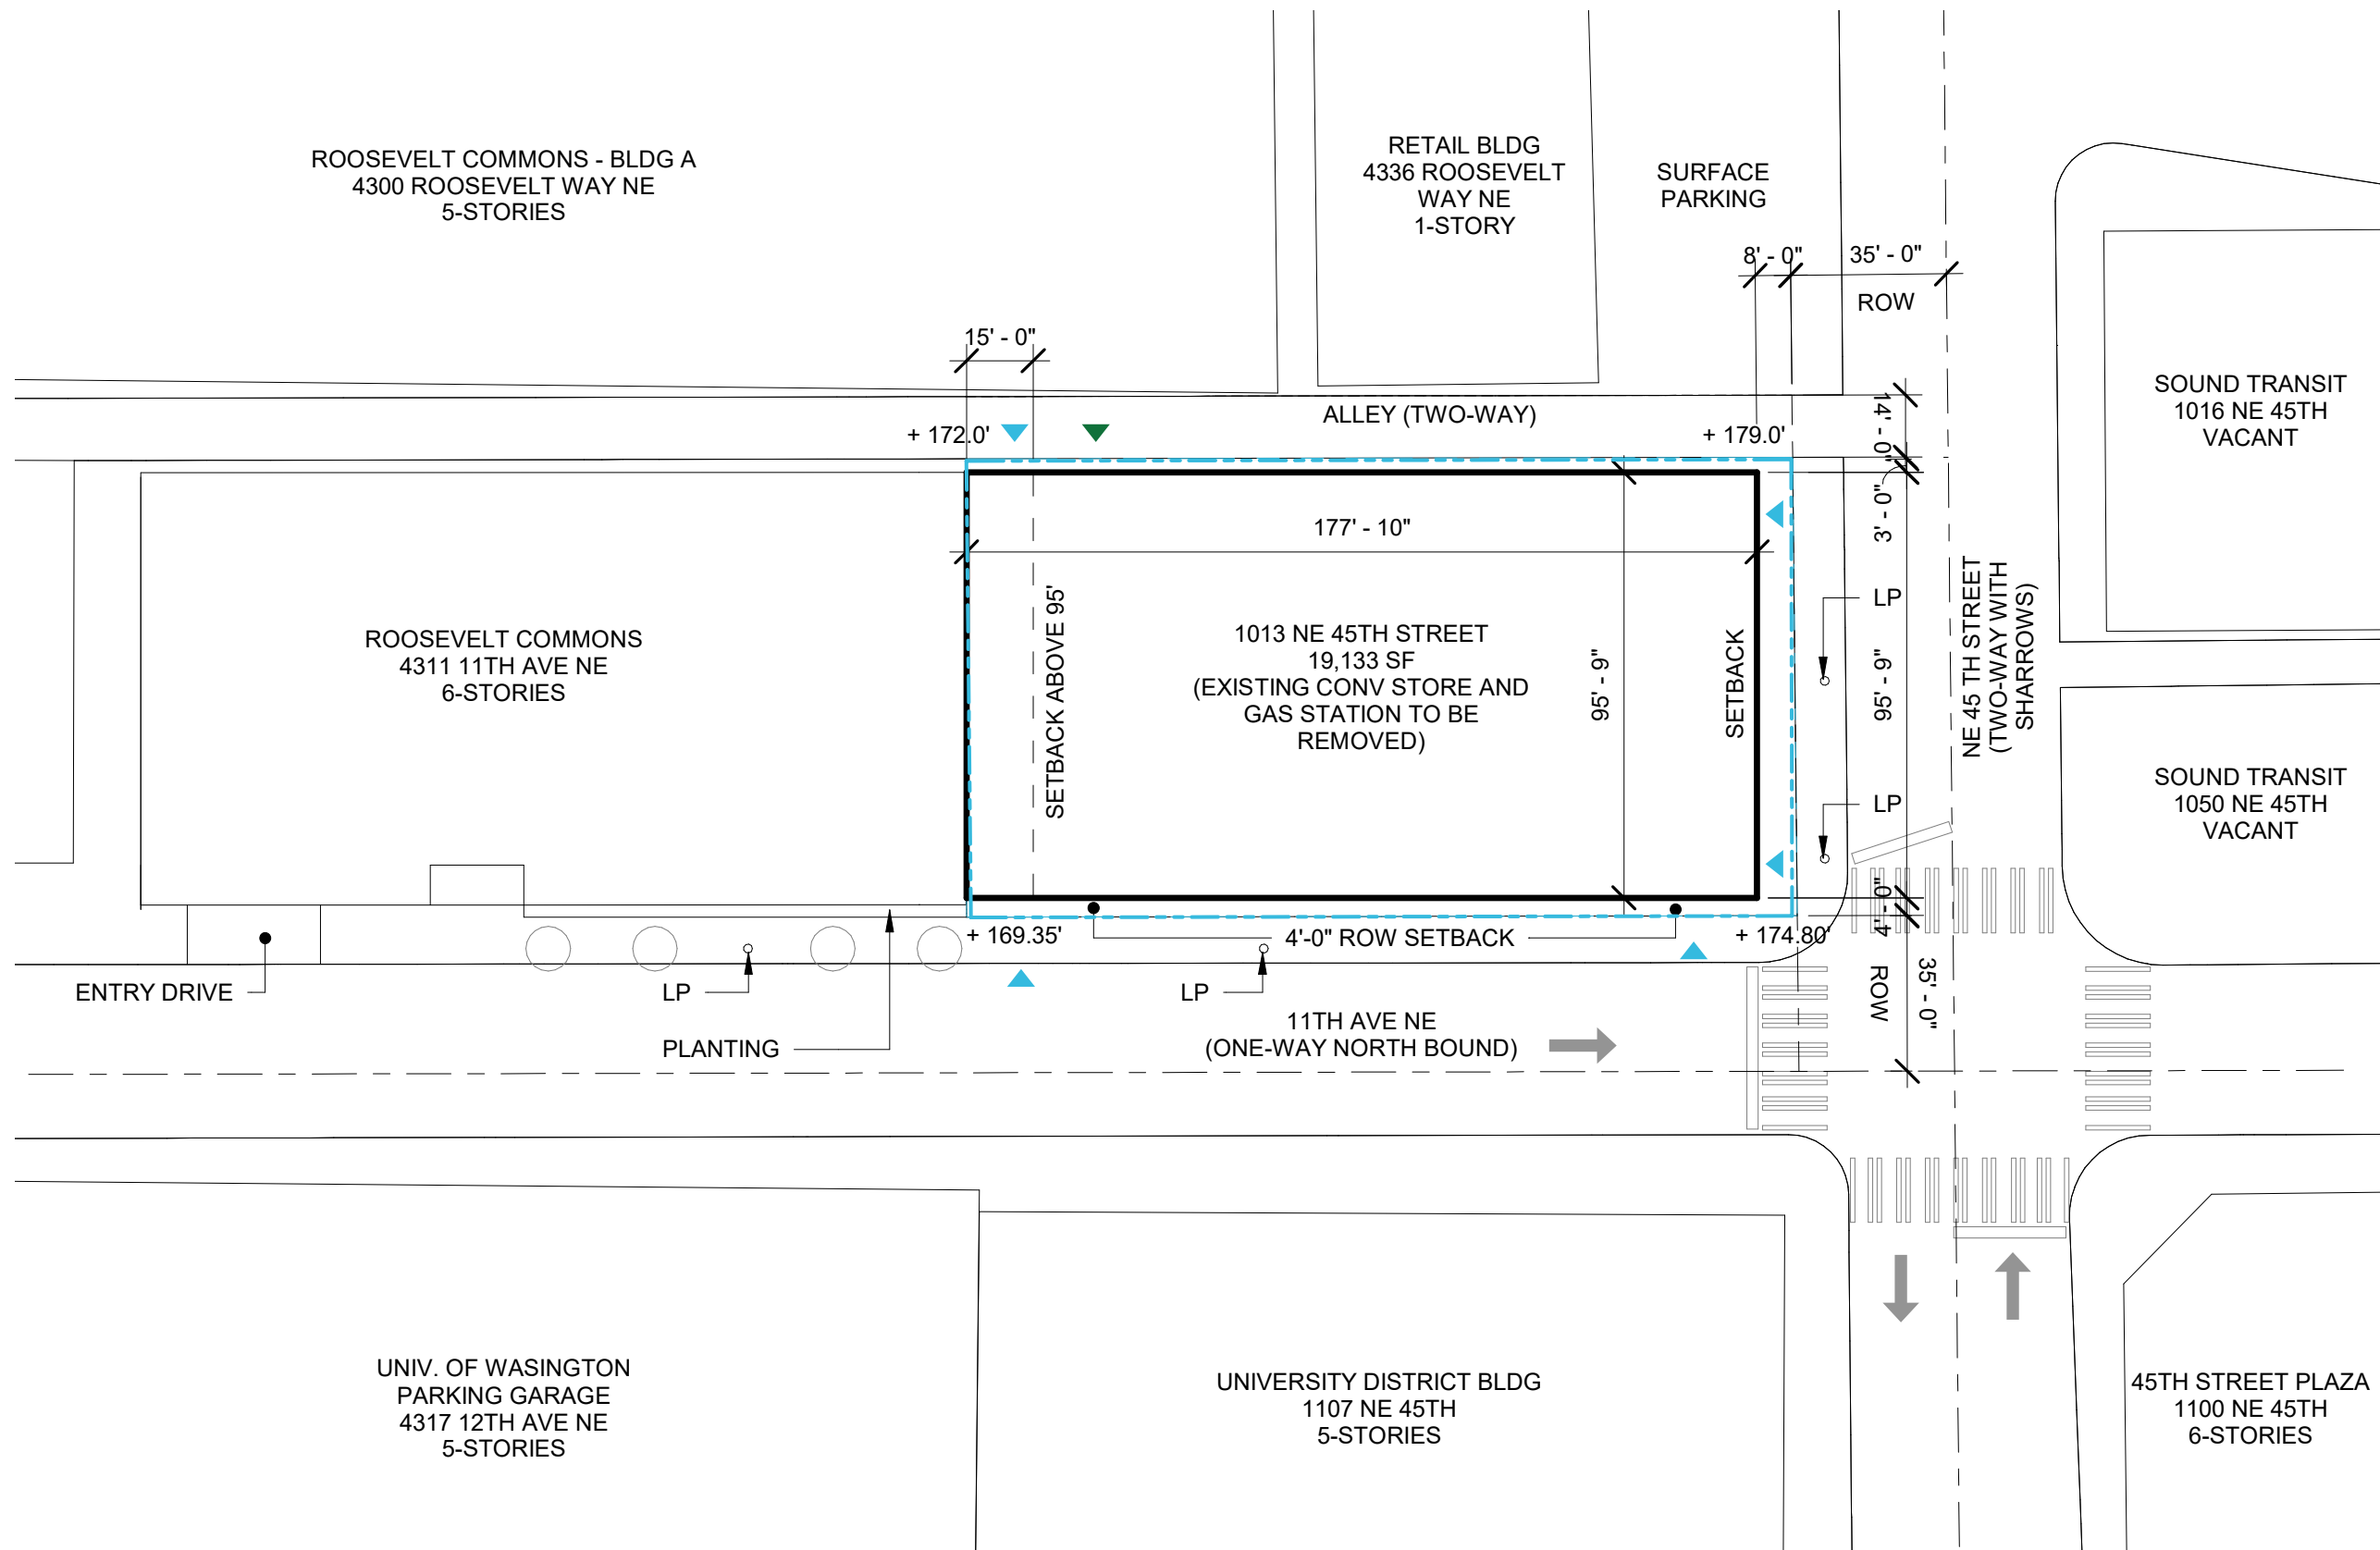 ROOSEVELT COMMONS - BLDG A
4300 ROOSEVELT WAY NE
5-STORIES
RETAIL BLDG
4336 ROOSEVELT
WAY NE
1-STORY
SURFACE
PARKING
8' - 0"
35' - 0"
ROW
15' - 0"
SOUND TRANSIT
1016 NE 45TH
VACANT
ALLEY (TWO-WAY)
14' - 0"
+ 172.0'
+ 179.0'
3' - 0"
177' - 10"
ROOSEVELT COMMONS
4311 11TH AVE NE
6-STORIES
SETBACK ABOVE 95'
1013 NE 45TH STREET
19,133 SF
(EXISTING CONV STORE AND
GAS STATION TO BE
REMOVED)
95' - 9"
SETBACK
LP
95' - 9"
NE 45 TH STREET
(TWO-WAY WITH
SHARROWS)
LP
SOUND TRANSIT
1050 NE 45TH
VACANT
4' - 0"
+ 169.35'
4'-0" ROW SETBACK
+ 174.80'
ENTRY DRIVE
LP
LP
ROW
35' - 0"
PLANTING
11TH AVE NE
(ONE-WAY NORTH BOUND)
UNIV. OF WASINGTON
PARKING GARAGE
4317 12TH AVE NE
5-STORIES
UNIVERSITY DISTRICT BLDG
1107 NE 45TH
5-STORIES
45TH STREET PLAZA
1100 NE 45TH
6-STORIES